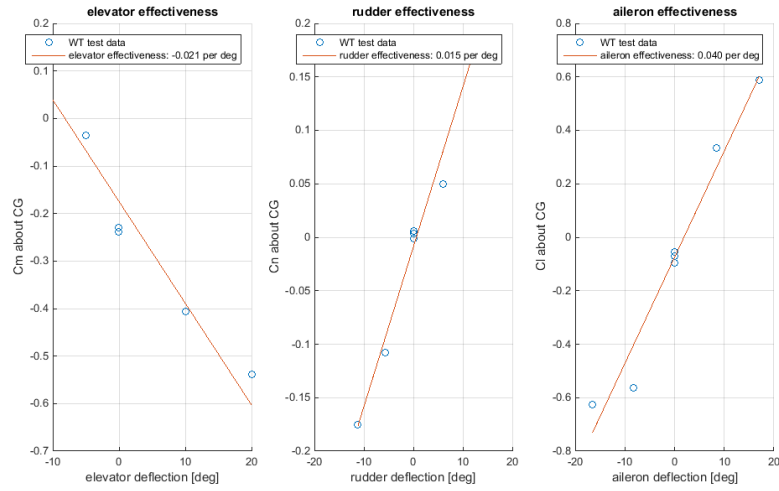 elevator effectiveness
WT test data
elevator effectiveness: -0.021 per deg
0.2
0.1
0
-0.1
-0.2
-0.3
-0.4
-0.5
-0.6
-0.7
Cm about CG
-10
0
10
20
elevator deflection [deg]
rudder effectiveness
WT test data
rudder effectiveness: 0.015 per deg
0.2
0.15
0.1
0.05
0
-0.05
-0.1
-0.15
-0.2
Cn about CG
-20
-10
0
10
20
rudder deflection [deg]
aileron effectiveness
WT test data
aileron effectiveness: 0.040 per deg
0.8
0.6
0.4
0.2
0
-0.2
-0.4
-0.6
-0.8
Cl about CG
-20
-10
0
10
20
aileron deflection [deg]